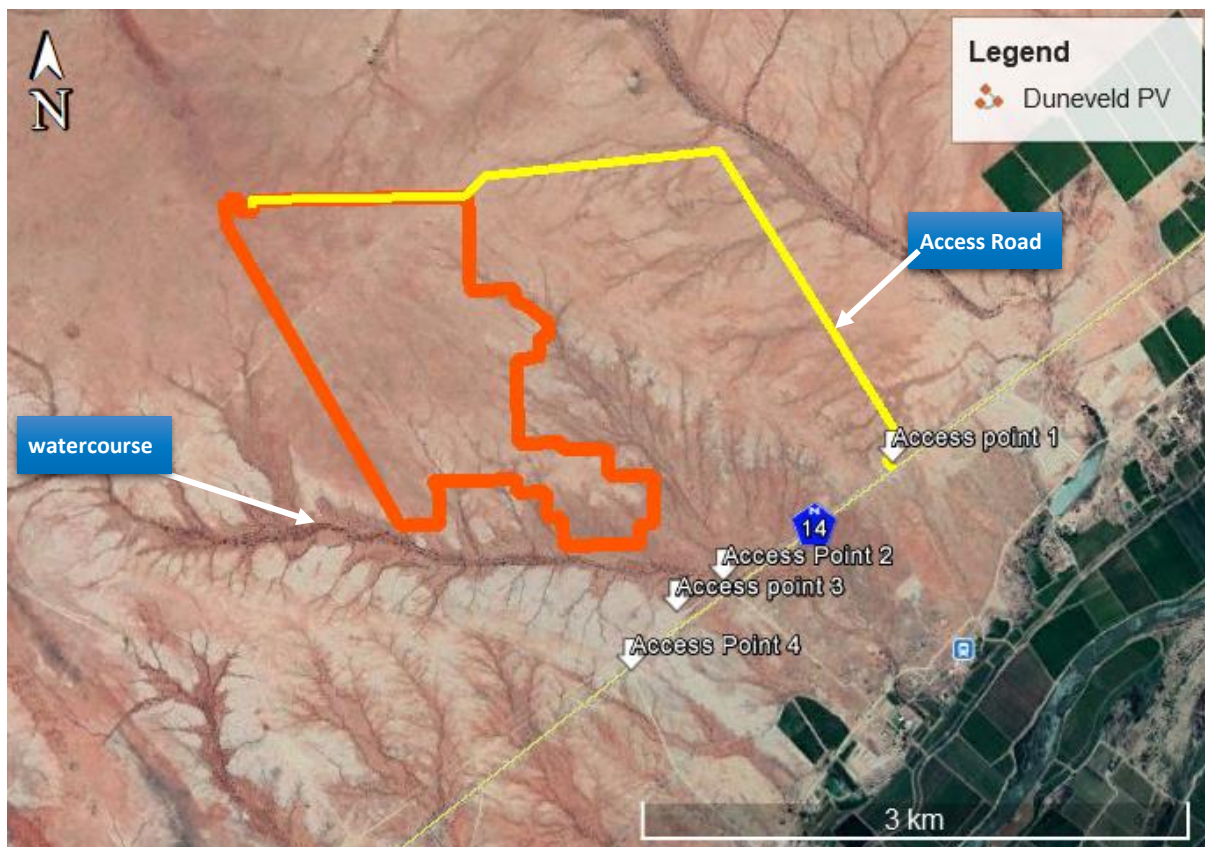 N
Legend
Duneveld PV
Access Road
Access point 1
watercourse
N
14
Access Point 2
Access point 3
Access Point 4
3 km